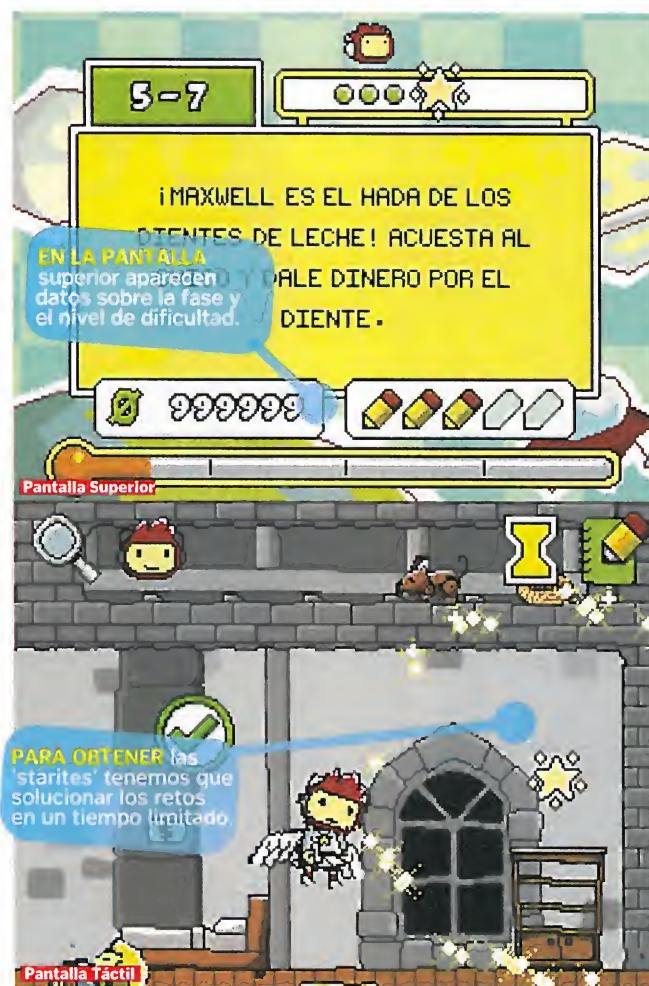 5-7
¡MAXWELL ES EL HADA DE LOS
DIENTES DE LECHE! ACUESTA AL
Y DALE DINERO POR EL
DIENTE.
EN LA PANTALLA
superior aparecen
datos sobre la fase y
el nivel de dificultad.
999999
Pantalla Superior
PARA OBTENER las
'starites' tenemos que
solucionar los retos
en un tiempo limitado.
Pantalla Táctil